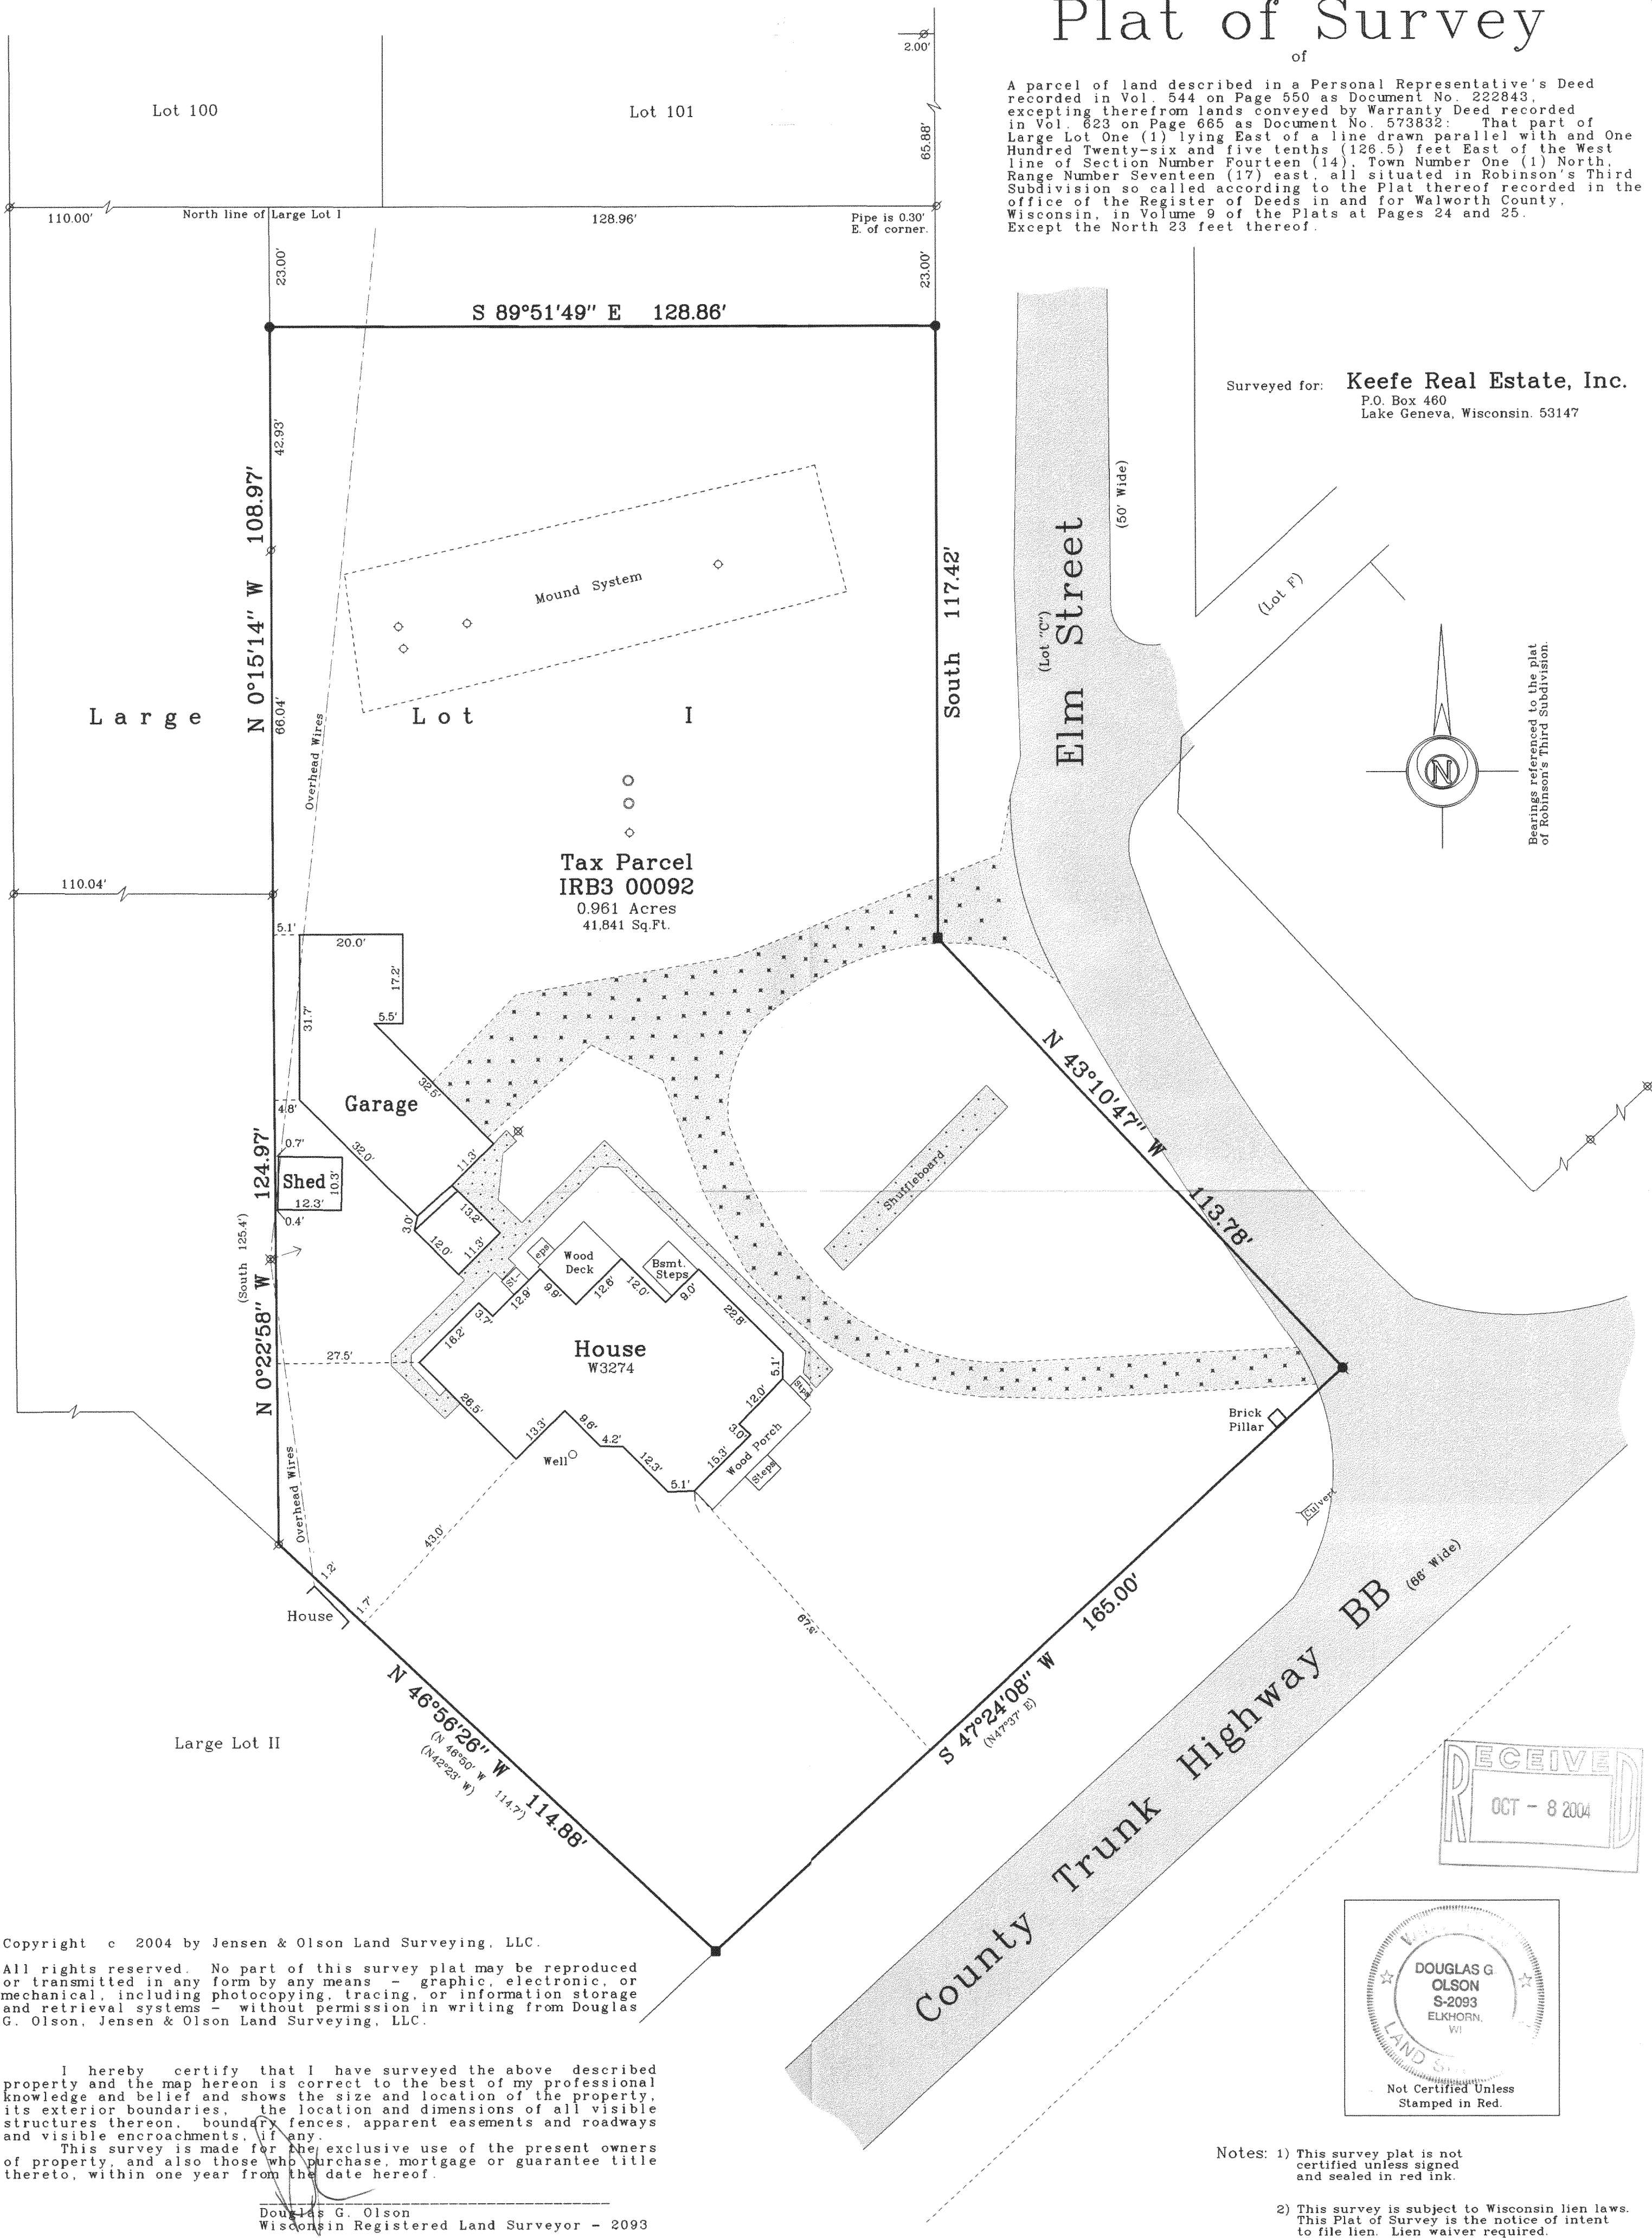 Plat of Survey
of
A parcel of land described in a Personal Representative's Deed
recorded in Vol. 544 on Page 550 as Document No. 222843,
excepting therefrom lands conveyed by Warranty Deed recorded
in Vol. 623 on Page 665 as Document No. 573832: That part of
Large Lot One (1) lying East of a line drawn parallel with and One
Hundred Twenty-six and five tenths (126.5) feet East of the West
line of Section Number Fourteen (14), Town Number One (1) North,
Range Number Seventeen (17) east, all situated in Robinson's Third
Subdivision so called according to the Plat thereof recorded in the
office of the Register of Deeds in and for Walworth County,
Wisconsin, in Volume 9 of the Plats at Pages 24 and 25.
Except the North 23 feet thereof.
2.00'
Lot 100
Lot 101
65.88'
110.00'
North line of Large Lot I
128.96'
Pipe is 0.30'
E. of corner.
23.00'
23.00'
S 89°51'49" E 128.86'
Surveyed for: Keefe Real Estate, Inc.
P.O. Box 460
Lake Geneva, Wisconsin. 53147
42.93'
N 0°15'14" W 108.97'
66.04'
Mound System
South 117.42'
(50' Wide)
Elm Street
(Lot "C")
(Lot F)
N
Bearings referenced to the plat
of Robinson's Third Subdivision.
Large Lot I
Overhead Wires
Tax Parcel
IRB3 00092
0.961 Acres
41,841 Sq.Ft.
110.04'
5.1'
20.0'
17.2'
5.5'
31.7'
32.5'
Garage
4.8'
32.0'
11.3'
0.7'
Shed
10.3'
12.3'
0.4'
3.0'
13.2'
12.0'
11.3'
N 0°22'58" W 124.97'
(South 125.4')
N 43°10'47" W 113.78'
Shuffleboard
St-
eps
Wood
Deck
Bsmt.
Steps
12.9'
9.9'
12.6'
12.0'
9.0'
3.7'
16.2'
22.8'
House
W3274
27.5'
5.1'
Stps
26.5'
13.3'
9.6'
4.2'
12.3'
5.1'
15.3'
3.0'
12.0'
Wood Porch
Steps
Well
Brick
Pillar
Culvert
Overhead Wires
43.0'
1.2'
1.7'
House
67.8'
S 47°24'08" W 165.00'
(N47°37' E)
N 46°56'26" W 114.88'
(N 46°50' W 114.7')
(N42°23' W)
Large Lot II
County Trunk Highway BB
(66' Wide)
RECEIVED
OCT - 8 2004
DOUGLAS G
OLSON
S-2093
ELKHORN,
WI
LAND
Not Certified Unless
Stamped in Red.
Copyright c 2004 by Jensen & Olson Land Surveying, LLC.
All rights reserved. No part of this survey plat may be reproduced
or transmitted in any form by any means - graphic, electronic, or
mechanical, including photocopying, tracing, or information storage
and retrieval systems - without permission in writing from Douglas
G. Olson, Jensen & Olson Land Surveying, LLC.
I hereby certify that I have surveyed the above described
property and the map hereon is correct to the best of my professional
knowledge and belief and shows the size and location of the property,
its exterior boundaries, the location and dimensions of all visible
structures thereon, boundary fences, apparent easements and roadways
and visible encroachments, if any.
This survey is made for the exclusive use of the present owners
of property, and also those who purchase, mortgage or guarantee title
thereto, within one year from the date hereof.
Douglas G. Olson
Wisconsin Registered Land Surveyor - 2093
Notes: 1) This survey plat is not
certified unless signed
and sealed in red ink.
2) This survey is subject to Wisconsin lien laws.
This Plat of Survey is the notice of intent
to file lien. Lien waiver required.